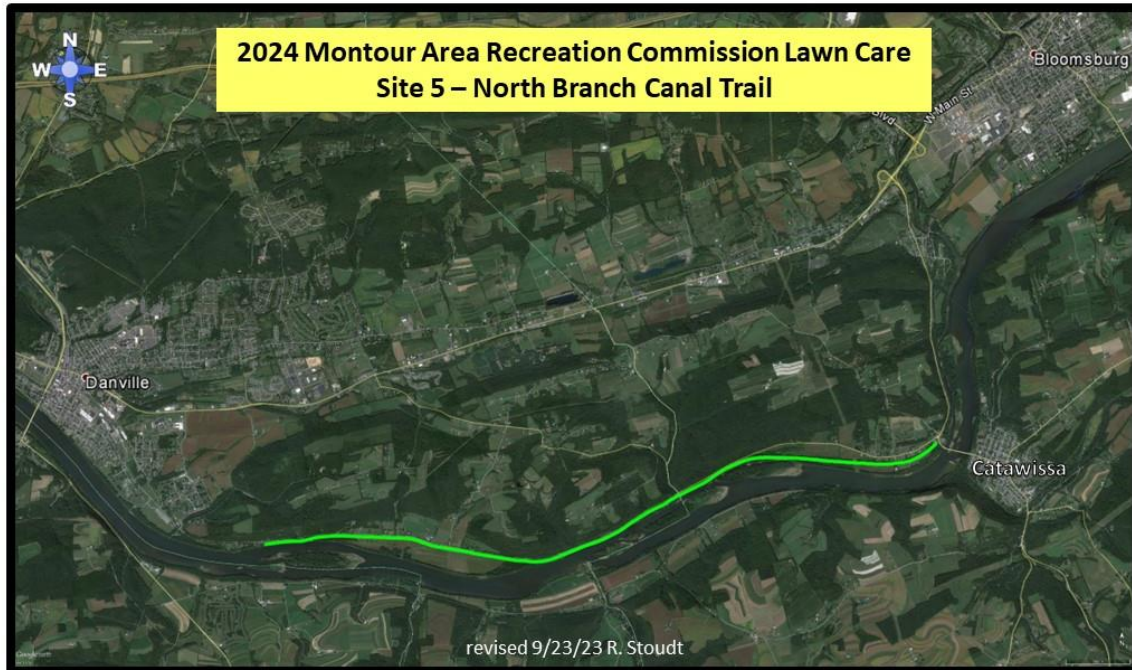 N
W E
S
2024 Montour Area Recreation Commission Lawn Care
Site 5 – North Branch Canal Trail
Bloomsburg
Blvd
W-Main St
Danville
Catawissa
revised 9/23/23 R. Stoudt